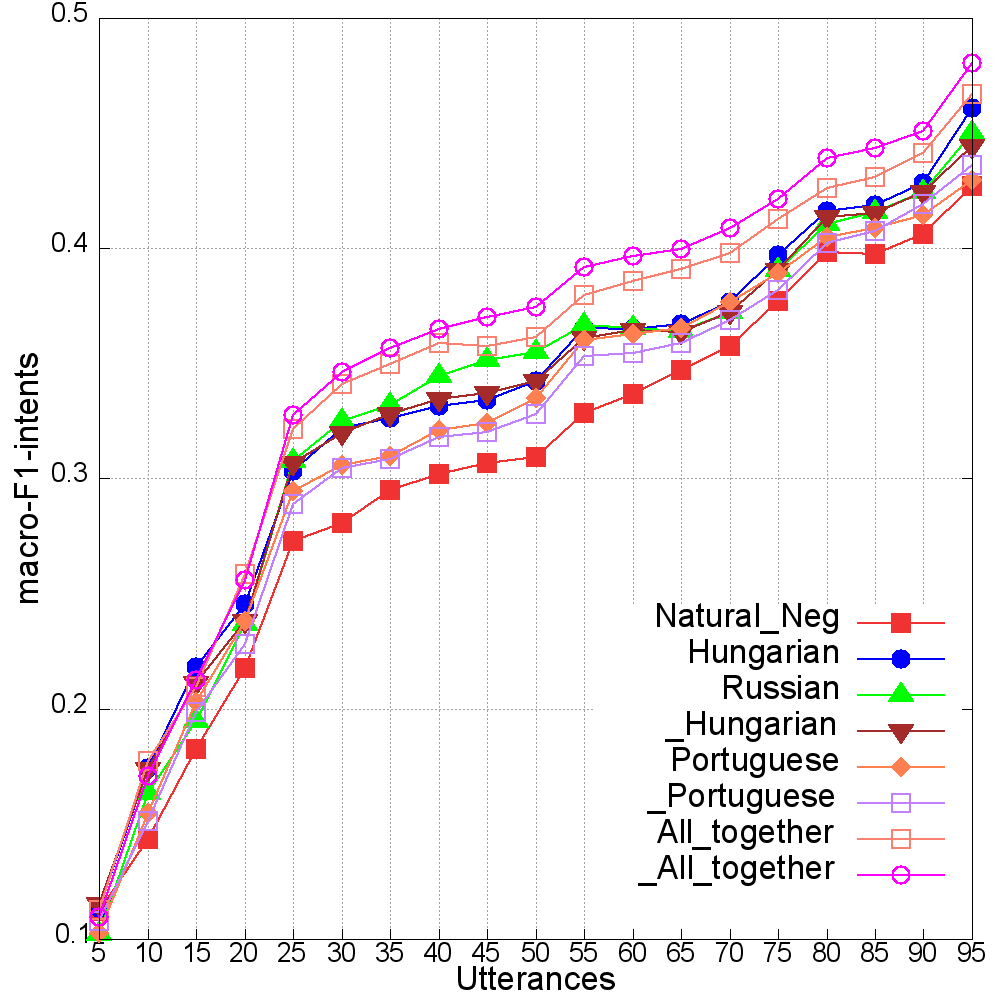 0.5
0.4
0.3
0.2
0.1
macro-F1-intents
Natural_Neg
Hungarian
Russian
_Hungarian
Portuguese
_Portuguese
All_together
_All_together
5 10 15 20 25 30 35 40 45 50 55 60 65 70 75 80 85 90 95
Utterances